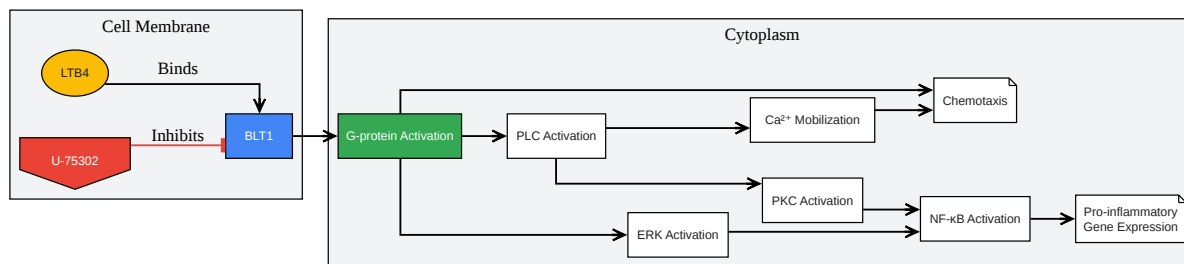 Cell Membrane
Cytoplasm
LTB4
Binds
Chemotaxis
Ca²⁺ Mobilization
Inhibits
BLT1
G-protein Activation
PLC Activation
U-75302
PKC Activation
NF-κB Activation
Pro-inflammatory
Gene Expression
ERK Activation